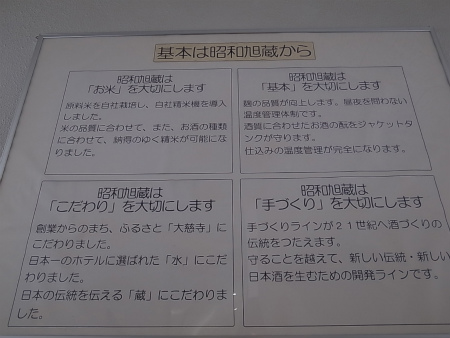 基本は昭和旭蔵から
昭和旭蔵は
「お米」を大切にします
原料米を自社栽培し、自社精米機を導入
しました。
米の品質に合わせて、また、お酒の種類
に合わせて、納得のゆく精米が可能にな
りました。
昭和旭蔵は
「基本」を大切にします
麹の品質が向上します。昼夜を問わない
温度管理体制です。
酒質に合わせたお酒の酛をジャケットタ
ンクが守ります。
仕込みの温度管理が完全になります。
昭和旭蔵は
「こだわり」を大切にします
創業からのまち、ふるさと「大慈寺」に
こだわりました。
日本一のホテルに選ばれた「水」にこだ
わりました。
日本の伝統を伝える「蔵」にこだわりま
した。
昭和旭蔵は
「手づくり」を大切にします
手づくりラインが21世紀へ酒づくりの
伝統をつたえます。
守ることを越えて、新しい伝統・新しい
日本酒を生むための開発ラインです。